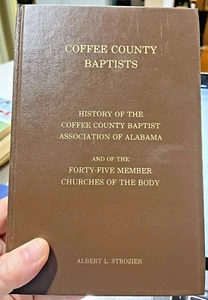 COFFEE COUNTY
BAPTISTS
HISTORY OF THE
COFFEE COUNTY BAPTIST
ASSOCIATION OF ALABAMA
AND OF THE
FORTY-FIVE MEMBER
CHURCHES OF THE BODY
ALBERT L. STROZIER